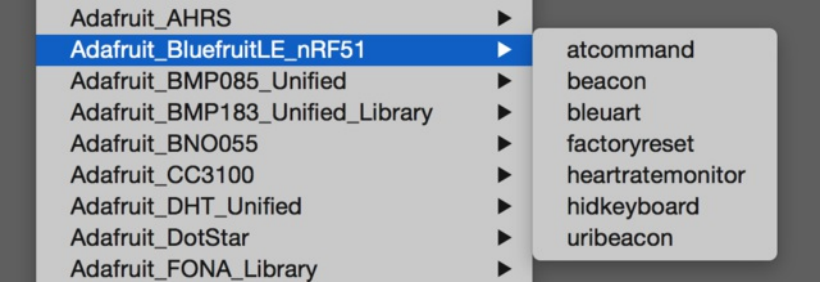 Adafruit_AHRS
Adafruit_BluefruitLE_nRF51
Adafruit_BMP085_Unified
Adafruit_BMP183_Unified_Library
Adafruit_BNO055
Adafruit_CC3100
Adafruit_DHT_Unified
Adafruit_DotStar
Adafruit_FONA_Library
atcommand
beacon
bleuart
factoryreset
heartratemonitor
hidkeyboard
uribeacon